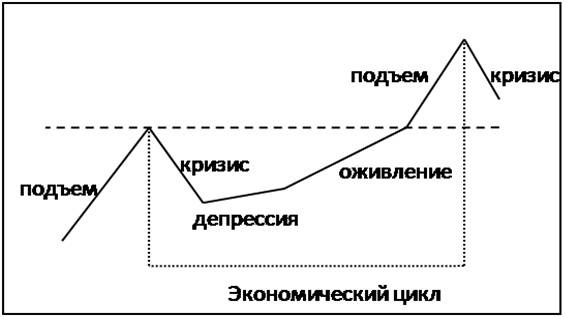 подъем
кризис
подъем
кризис
оживление
депрессия
Экономический цикл